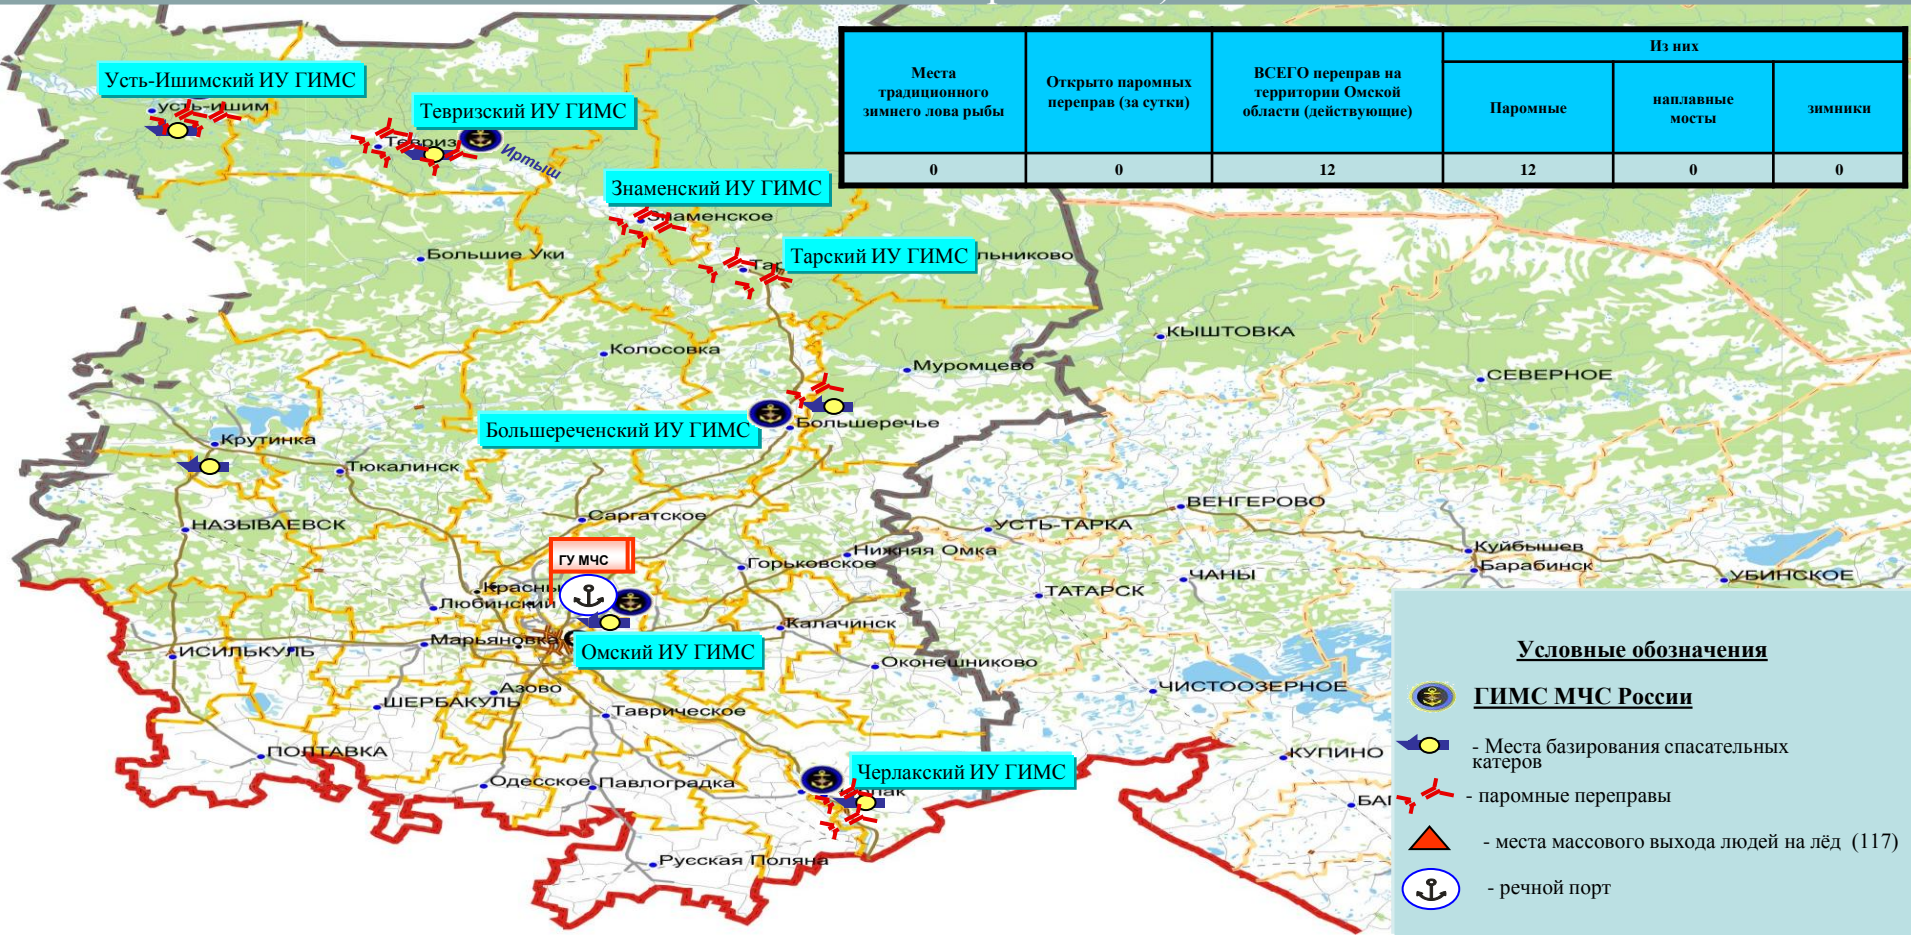 Места
традиционного
зимнего лова рыбы
Открыто паромных
переправ (за сутки)
ВСЕГО переправ на
территории Омской
области (действующие)
Из них
Паромные
наплавные
мосты
зимники
0
0
12
12
0
0
Усть-Ишимский ИУ ГИМС
усть-ишим
Тевризский ИУ ГИМС
Тевриз
Иртыш
Знаменский ИУ ГИМС
Знаменское
Тарский ИУ ГИМС
Большие Уки
КЫШТОВКА
Колосовка
Муромцево
СЕВЕРНОЕ
Большереченский ИУ ГИМС
Большеречье
Крутинка
Тюкалинск
ВЕНГЕРОВО
НАЗЫВАЕВСК
Саргатское
УСТЬ-ТАРКА
ГУ МЧС
Нижняя Омка
Куйбышев
Горьковское
Барабинск
ЧАНЫ
УБИНСКОЕ
Красны
Любинский
ТАТАРСК
Калачинск
Марьяновка
ИСИЛЬКУЛЬ
Омский ИУ ГИМС
Оконешниково
ЧИСТООЗЕРНОЕ
Азово
ШЕРБАКУЛЬ
Таврическое
ПОЛТАВКА
КУПИНО
Одесское
Павлоградка
Черлакский ИУ ГИМС
Русская Поляна
Условные обозначения
ГИМС МЧС России
- Места базирования спасательных
катеров
- паромные переправы
- места массового выхода людей на лёд (117)
- речной порт